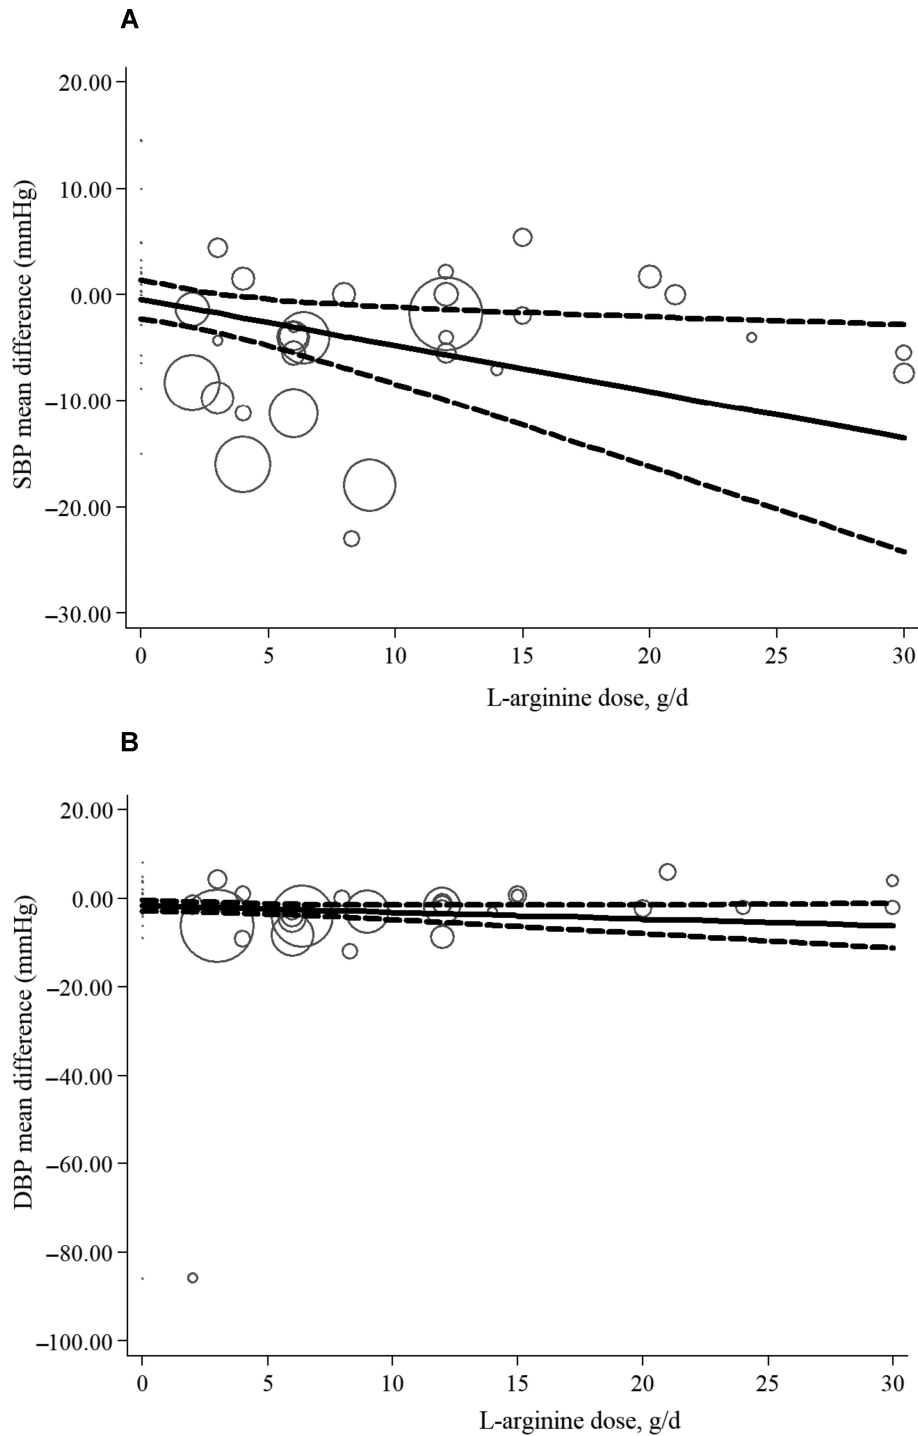 A
SBP mean difference (mmHg)
20.00
10.00
0.00
−10.00
−20.00
−30.00
0 5 10 15 20 25 30
L-arginine dose, g/d
B
DBP mean difference (mmHg)
20.00
0.00
−20.00
−40.00
−60.00
−80.00
−100.00
0 5 10 15 20 25 30
L-arginine dose, g/d